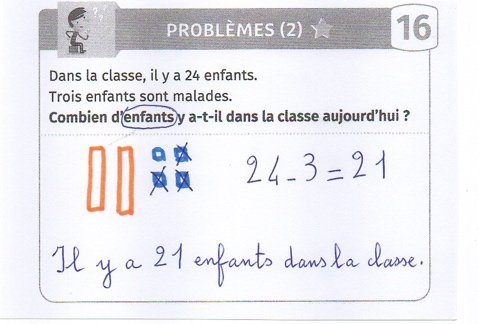 PROBLÈMES (2)
16
Dans la classe, il y a 24 enfants.
Trois enfants sont malades.
Combien d'enfants y a-t-il dans la classe aujourd'hui ?
24-3=21
Il y a 21 enfants dans la classe.